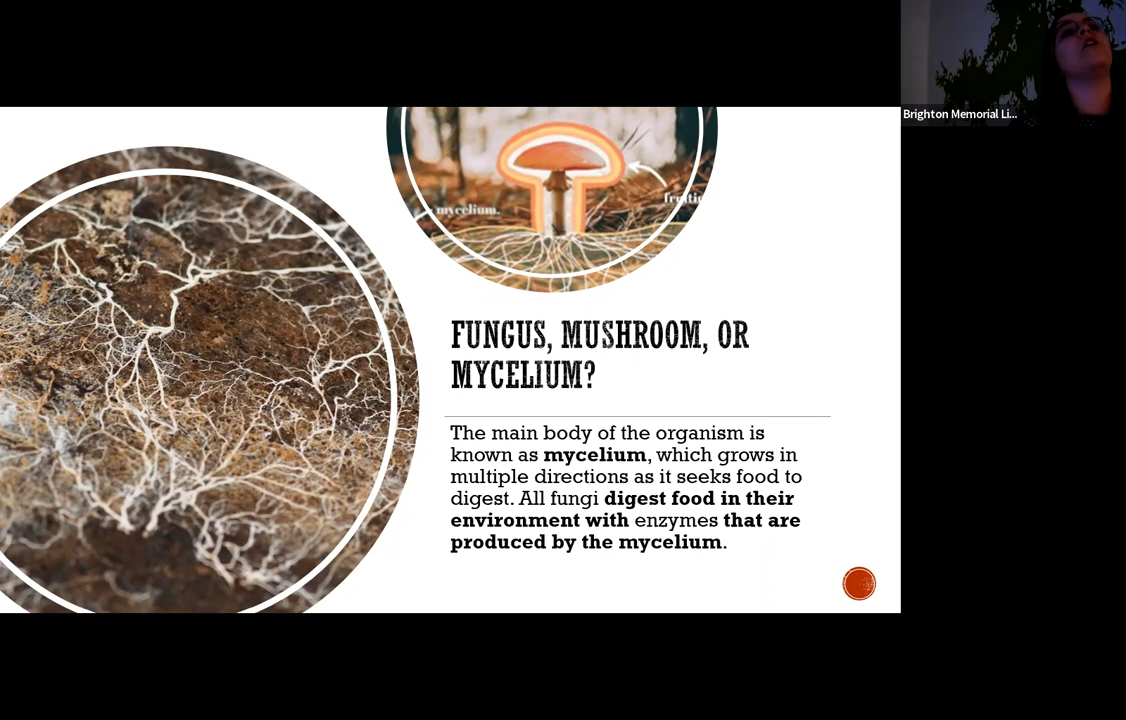 Brighton Memorial Li...
mycelium.
FUNGUS, MUSHROOM, OR
MYCELIUM?
The main body of the organism is
known as mycelium, which grows in
multiple directions as it seeks food to
digest. All fungi digest food in their
environment with enzymes that are
produced by the mycelium.